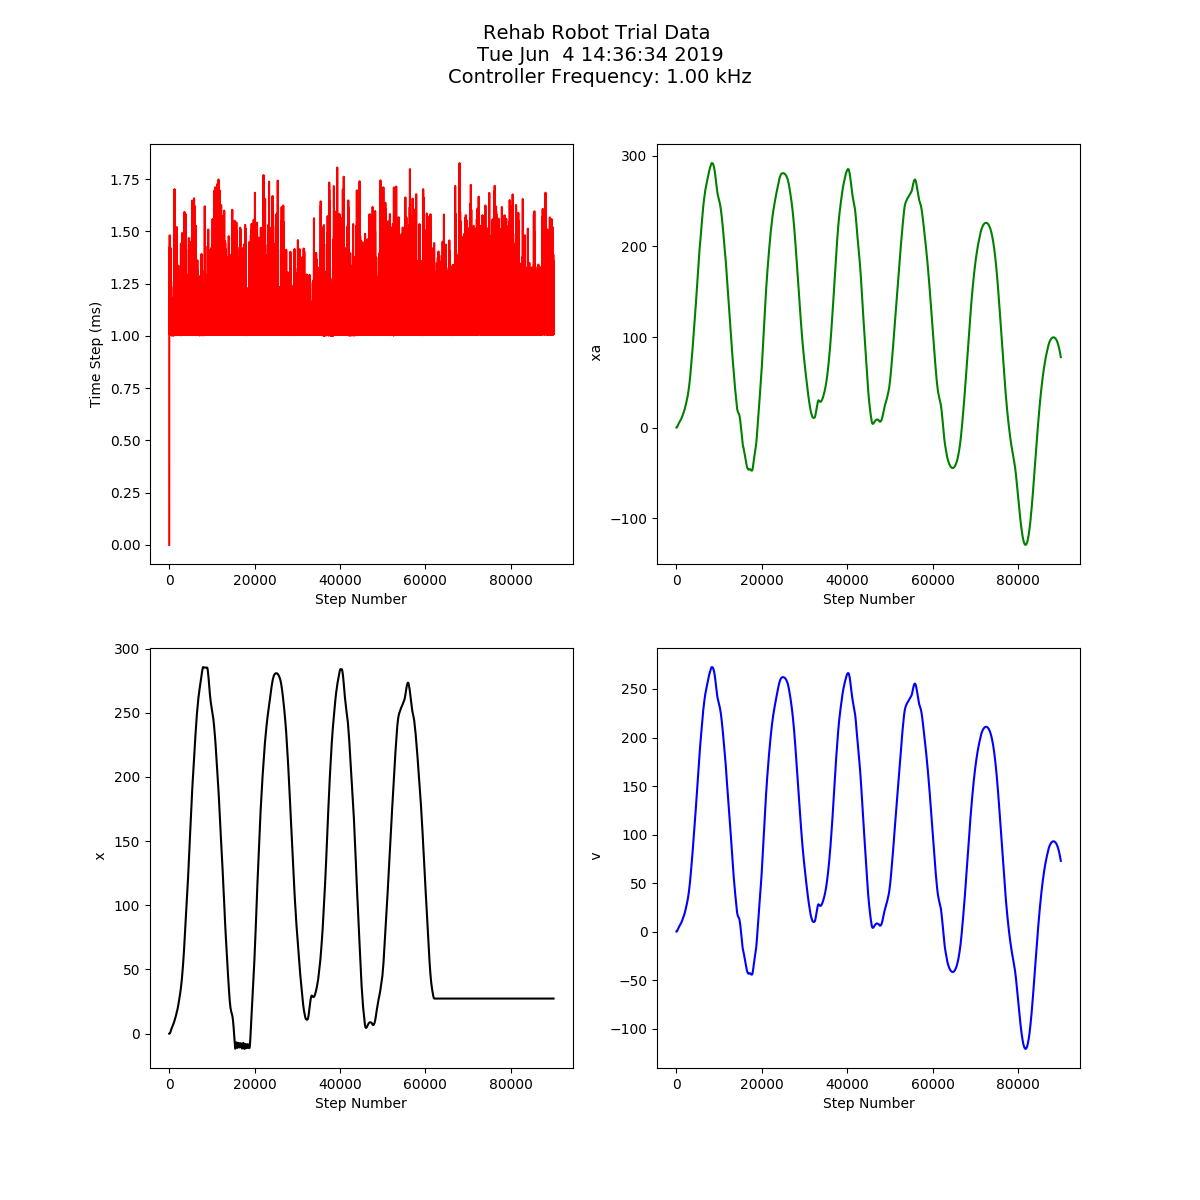 Rehab Robot Trial Data
Tue Jun  4 14:36:34 2019
Controller Frequency: 1.00 kHz
1.75
1.50
1.25
1.00
0.75
0.50
0.25
0.00
Time Step (ms)
0 20000 40000 60000 80000
Step Number
300
200
100
0
−100
xa
0 20000 40000 60000 80000
Step Number
300
250
200
150
100
50
0
x
0 20000 40000 60000 80000
Step Number
250
200
150
100
50
0
−50
−100
v
0 20000 40000 60000 80000
Step Number